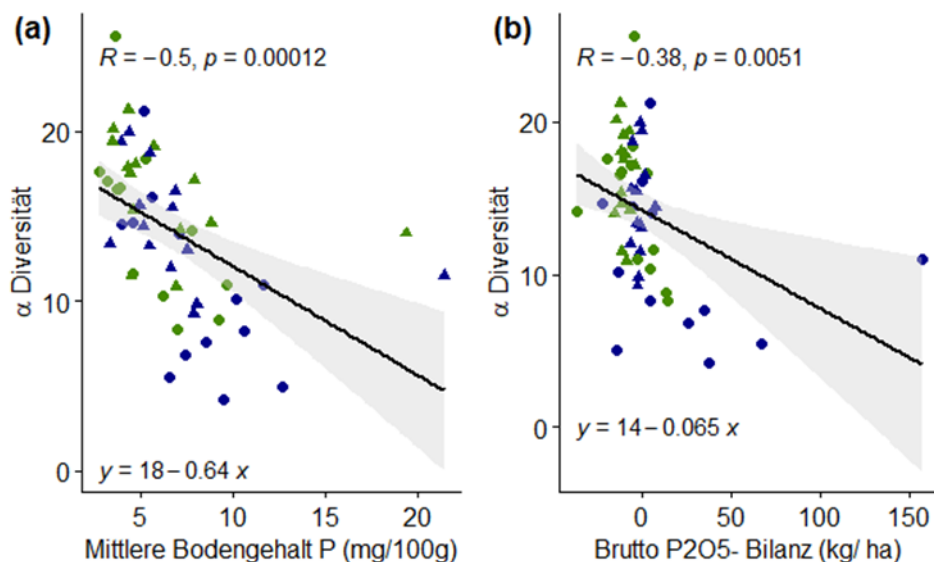 (a)
R = −0.5, p = 0.00012
20
10
0
α Diversität
y = 18 − 0.64 x
5
10
15
20
Mittlere Bodengehalt P (mg/100g)
(b)
R = −0.38, p = 0.0051
20
10
0
α Diversität
y = 14 − 0.065 x
0
50
100
150
Brutto P2O5- Bilanz (kg/ ha)